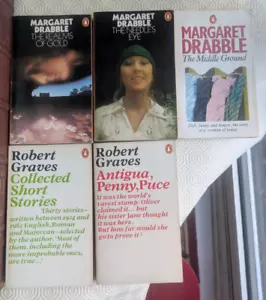 MARGARET
DRABBLE
THE REALMS
OF GOLD
MARGARET
DRABBLE
THE NEEDLE'S
EYE
MARGARET
DRABBLE
The Middle Ground
Robert
Graves
Collected
Short
Stories
Thirty stories–
written between 1924 and
1962 English, Roman
and Majorcan–selected
by the author. 'Most of
them, including the
more improbable ones,
are true...'
Robert
Graves
Antigua,
Penny, Puce
It was the world's
rarest stamp. Oliver
claimed it... but
his sister Jane thought
it was hers.
But how far would she
go to prove it?